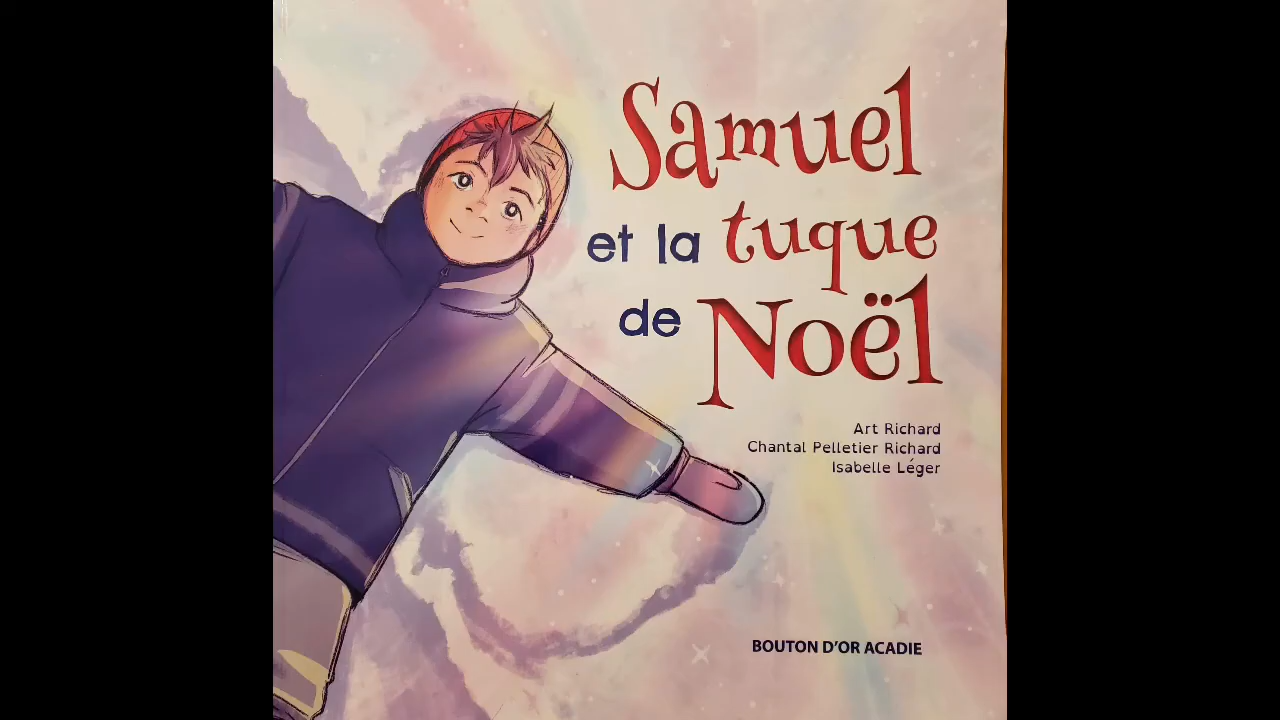 Samuel
et la tuque
de Noël
Art Richard
Chantal Pelletier Richard
Isabelle Léger
BOUTON D'OR ACADIE